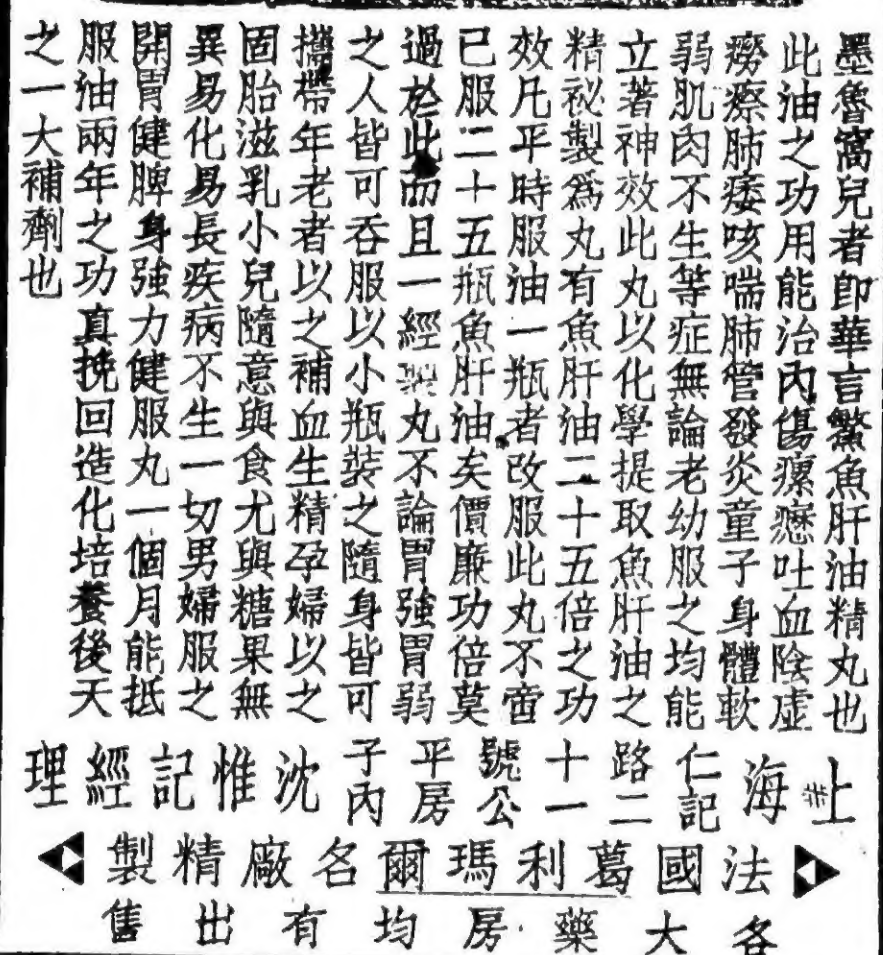 墨魯窩兒者即華言鱉魚肝油精丸也
此油之功用能治內傷瘰癧吐血陰虛
癆瘵肺痿咳喘肺管發炎童子身體軟
弱肌肉不生等症無論老幼服之均能
立著神效此丸以化學提取魚肝油之
精祕製爲丸有魚肝油二十五倍之功
效凡平時服油一瓶者改服此丸不啻
已服二十五瓶魚肝油矣價廉功倍莫
過於此而且一經製丸不論胃強胃弱
之人皆可吞服以小瓶裝之隨身皆可
攜帶年老者以之補血生精孕婦以之
固胎滋乳小兒隨意與食尤與糖果無
異易化易長疾病不生一切男婦服之
開胃健脾身強力健服丸一個月能抵
服油兩年之功真挽回造化培養後天
之一大補劑也
上海仁記路二十一號公平房子內沈惟記經理
法國葛利瑪爾名廠精製
各大藥房均有出售